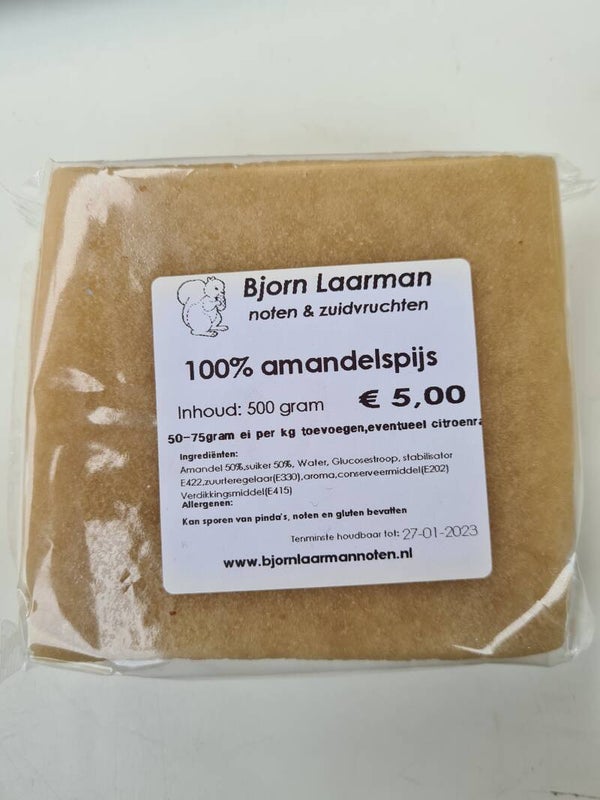 Bjorn Laarman
noten & zuidvruchten
100% amandelspijs
Inhoud: 500 gram € 5,00
50-75gram ei per kg toevoegen,eventueel citroenra
Ingrediënten:
Amandel 50%,suiker 50%, Water, Glucosestroop, stabilisator
E422,zuurteregelaar(E330),aroma,conserveermiddel(E202)
Verdikkingsmiddel(E415)
Allergenen:
Kan sporen van pinda's, noten en gluten bevatten
Tenminste houdbaar tot: 27-01-2023
www.bjornlaarmannoten.nl